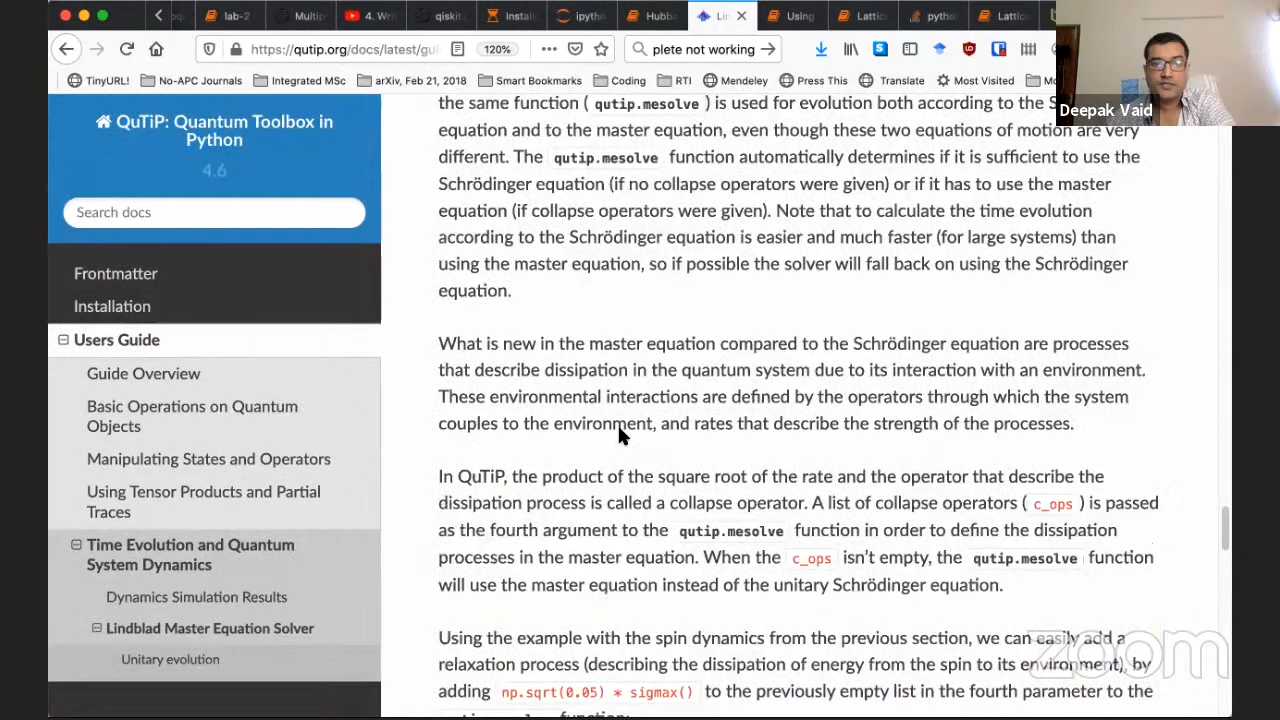 lab-2
Multip
4. Wri
qiskit
Install
ipytho
Hubba
Lin
Using
Lattic
python
Lattic
https://qutip.org/docs/latest/gui
120%
plete not working
TinyURL!
No-APC Journals
Integrated MSc
arXiv, Feb 21, 2018
Smart Bookmarks
Coding
RTI
Mendeley
Press This
Translate
Most Visited
Mo
Deepak Vaid
QuTiP: Quantum Toolbox in
Python
4.6
Search docs
Frontmatter
Installation
Users Guide
Guide Overview
Basic Operations on Quantum
Objects
Manipulating States and Operators
Using Tensor Products and Partial
Traces
Time Evolution and Quantum
System Dynamics
Dynamics Simulation Results
Lindblad Master Equation Solver
Unitary evolution
the same function ( qutip.mesolve ) is used for evolution both according to the S
equation and to the master equation, even though these two equations of motion are very
different. The qutip.mesolve function automatically determines if it is sufficient to use the
Schrödinger equation (if no collapse operators were given) or if it has to use the master
equation (if collapse operators were given). Note that to calculate the time evolution
according to the Schrödinger equation is easier and much faster (for large systems) than
using the master equation, so if possible the solver will fall back on using the Schrödinger
equation.
What is new in the master equation compared to the Schrödinger equation are processes
that describe dissipation in the quantum system due to its interaction with an environment.
These environmental interactions are defined by the operators through which the system
couples to the environment, and rates that describe the strength of the processes.
In QuTiP, the product of the square root of the rate and the operator that describe the
dissipation process is called a collapse operator. A list of collapse operators ( c_ops ) is passed
as the fourth argument to the qutip.mesolve function in order to define the dissipation
processes in the master equation. When the c_ops isn't empty, the qutip.mesolve function
will use the master equation instead of the unitary Schrödinger equation.
Using the example with the spin dynamics from the previous section, we can easily add a
relaxation process (describing the dissipation of energy from the spin to its environment), by
adding np.sqrt(0.05) * sigmax() to the previously empty list in the fourth parameter to the
function:
zoom